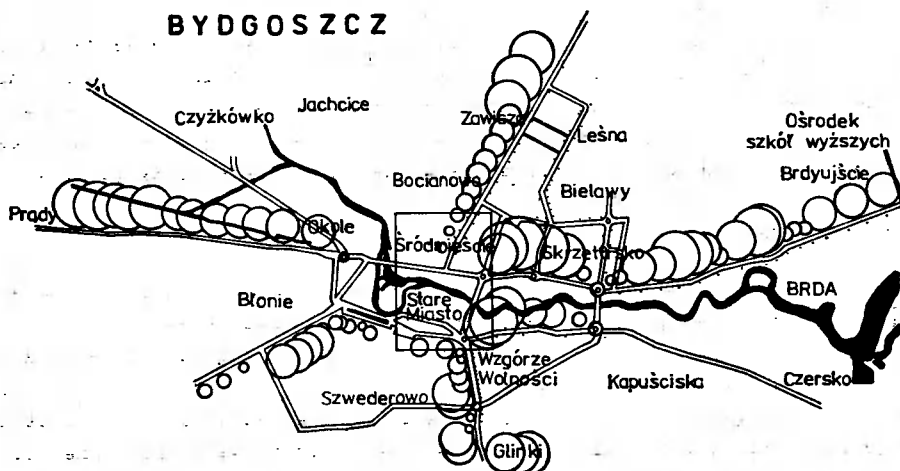 BYDGOSZCZ
Jachcice
Czyżkówko
Zawisza
Leśna
Ośrodek
szkół wyższych
Brdyujście
Bocianowo
Bielawy
Prądy
Okole
Śródmieście
Skrzetusko
Błonie
Stare
Miasto
BRDA
Wzgórze
Wolności
Kapuściska
Czersko
Szwederowo
Glinki